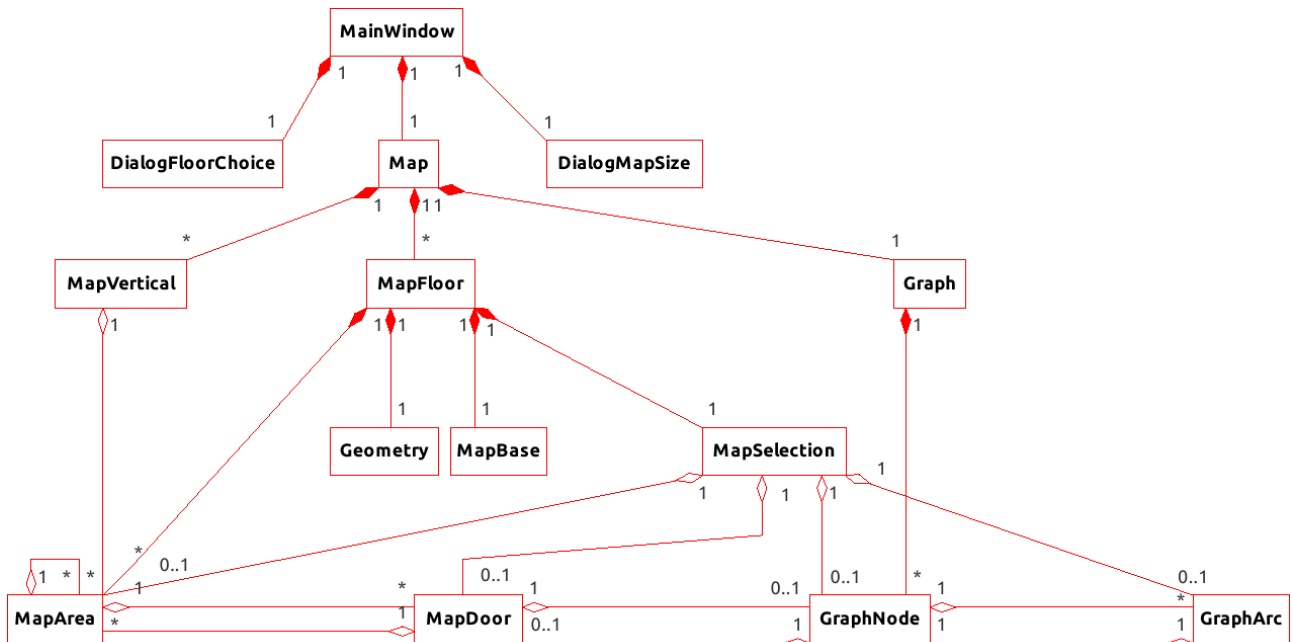 MainWindow
1 1 1
1 1 1
DialogFloorChoice Map DialogMapSize
1 1 1
* * 1
MapVertical MapFloor Graph
1 1 1 1 1 1
1 1 1
Geometry MapBase MapSelection
1
1 1 1
* 0..1
1 * * 0..1 0..1 * 0..1
1 * 1 0..1 1 *
MapArea MapDoor GraphNode GraphArc
* 1 0..1 1 1 1